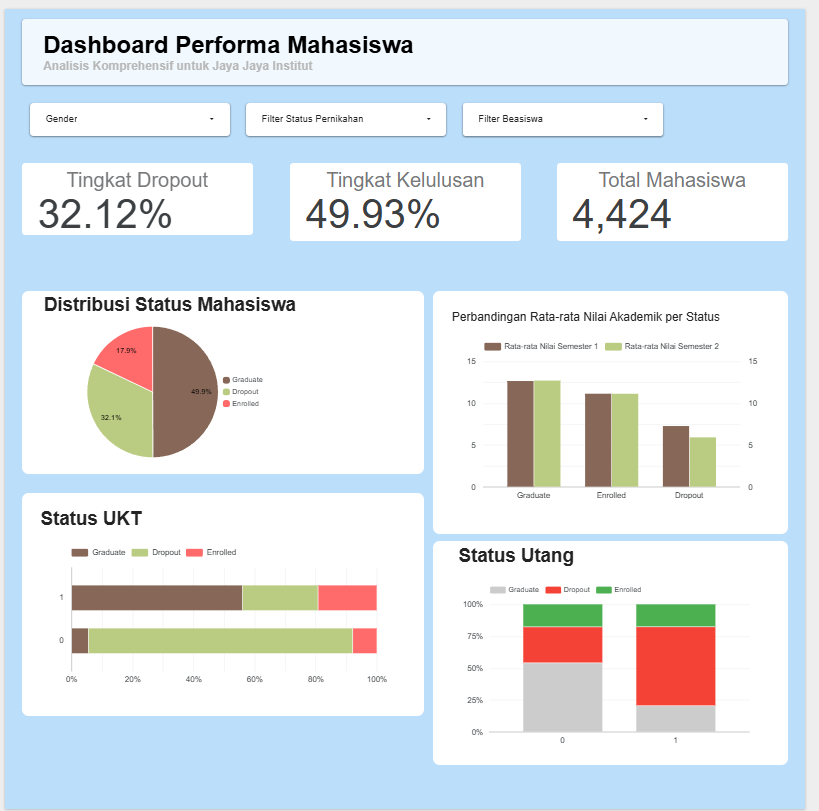 Dashboard Performa Mahasiswa
Analisis Komprehensif untuk Jaya Jaya Institut
Gender
Filter Status Pernikahan
Filter Beasiswa
Tingkat Dropout
32.12%
Tingkat Kelulusan
49.93%
Total Mahasiswa
4,424
Distribusi Status Mahasiswa
17.9%
49.9%
32.1%
Graduate
Dropout
Enrolled
Perbandingan Rata-rata Nilai Akademik per Status
Rata-rata Nilai Semester 1 Rata-rata Nilai Semester 2
15 15
10 10
5 5
0 0
Graduate Enrolled Dropout
Status UKT
Graduate Dropout Enrolled
1
0
0% 20% 40% 60% 80% 100%
Status Utang
Graduate Dropout Enrolled
100%
75%
50%
25%
0%
0 1